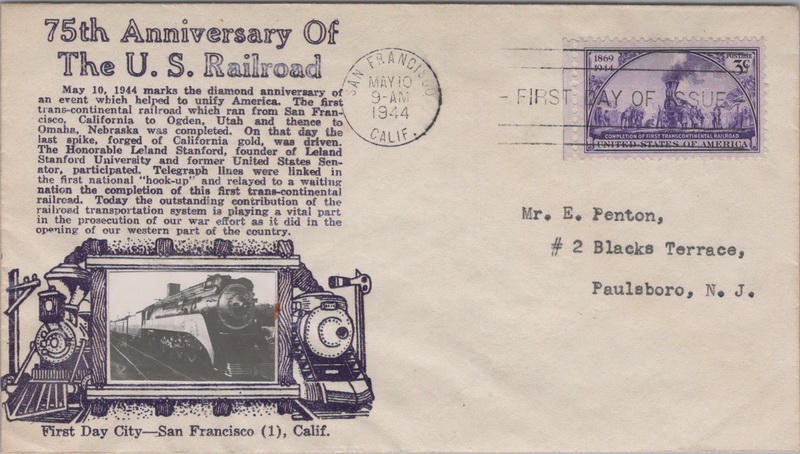 75th Anniversary Of
The U. S. Railroad
May 10, 1944 marks the diamond anniversary of
an event which helped to unify America. The first
trans-continental railroad which ran from San Fran-
cisco, California to Ogden, Utah and thence to
Omaha, Nebraska was completed. On that day the
last spike, forged of California gold, was driven.
The Honorable Leland Stanford, founder of Leland
Stanford University and former United States Sen-
ator, participated. Telegraph lines were linked in
the first national "hook-up" and relayed to a waiting
nation the completion of this first trans-continental
railroad. Today the outstanding contribution of the
railroad transportation system is playing a vital part
in the prosecution of our war effort as it did in the
opening of our western part of the country.
First Day City—San Francisco (1), Calif.
SAN FRANCISCO
MAY 10
9-AM
1944
CALIF.
FIRST DAY OF ISSUE
1869
1944
POSTAGE
3¢
COMPLETION OF FIRST TRANSCONTINENTAL RAILROAD
UNITED STATES OF AMERICA
Mr. E. Penton,
# 2 Blacks Terrace,
Paulsboro, N. J.